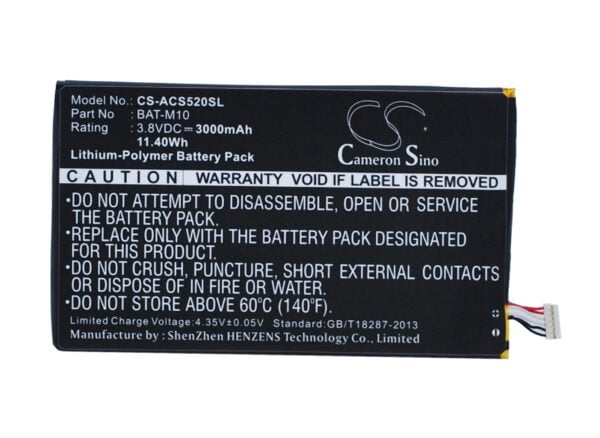 Model No.: CS-ACS520SL
Part No : BAT-M10
Rating : 3.8VDC⎓3000mAh
11.40Wh
Lithium-Polymer Battery Pack
CS
Cameron Sino
CAUTION WARRANTY VOID IF LABEL IS REMOVED
•DO NOT ATTEMPT TO DISASSEMBLE, OPEN OR SERVICE
THE BATTERY PACK.
•REPLACE ONLY WITH THE BATTERY PACK DESIGNATED
FOR THIS PRODUCT.
•DO NOT CRUSH, PUNCTURE, SHORT EXTERNAL CONTACTS
OR DISPOSE OF IN FIRE OR WATER.
•DO NOT STORE ABOVE 60°C (140°F).
Limited Charge Voltage:4.35V±0.05V Standard:GB/T18287-2013
Manufacturer : ShenZhen HENZENS Technology Co., Limited.
+
-